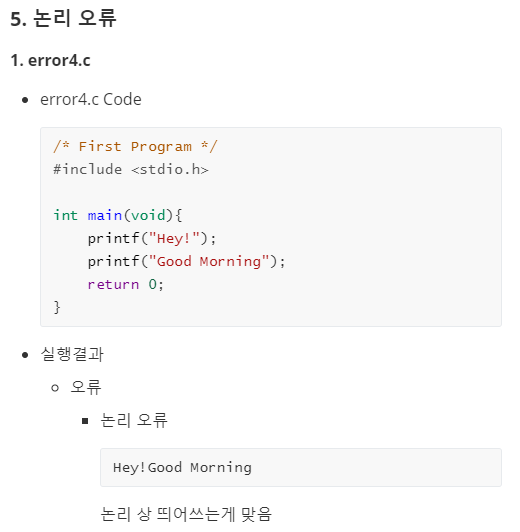 5. 논리 오류
1. error4.c
error4.c Code
/* First Program */
#include <stdio.h>
int main(void){
printf("Hey!");
printf("Good Morning");
return 0;
}
실행결과
오류
논리 오류
Hey!Good Morning
논리 상 띄어쓰는게 맞음